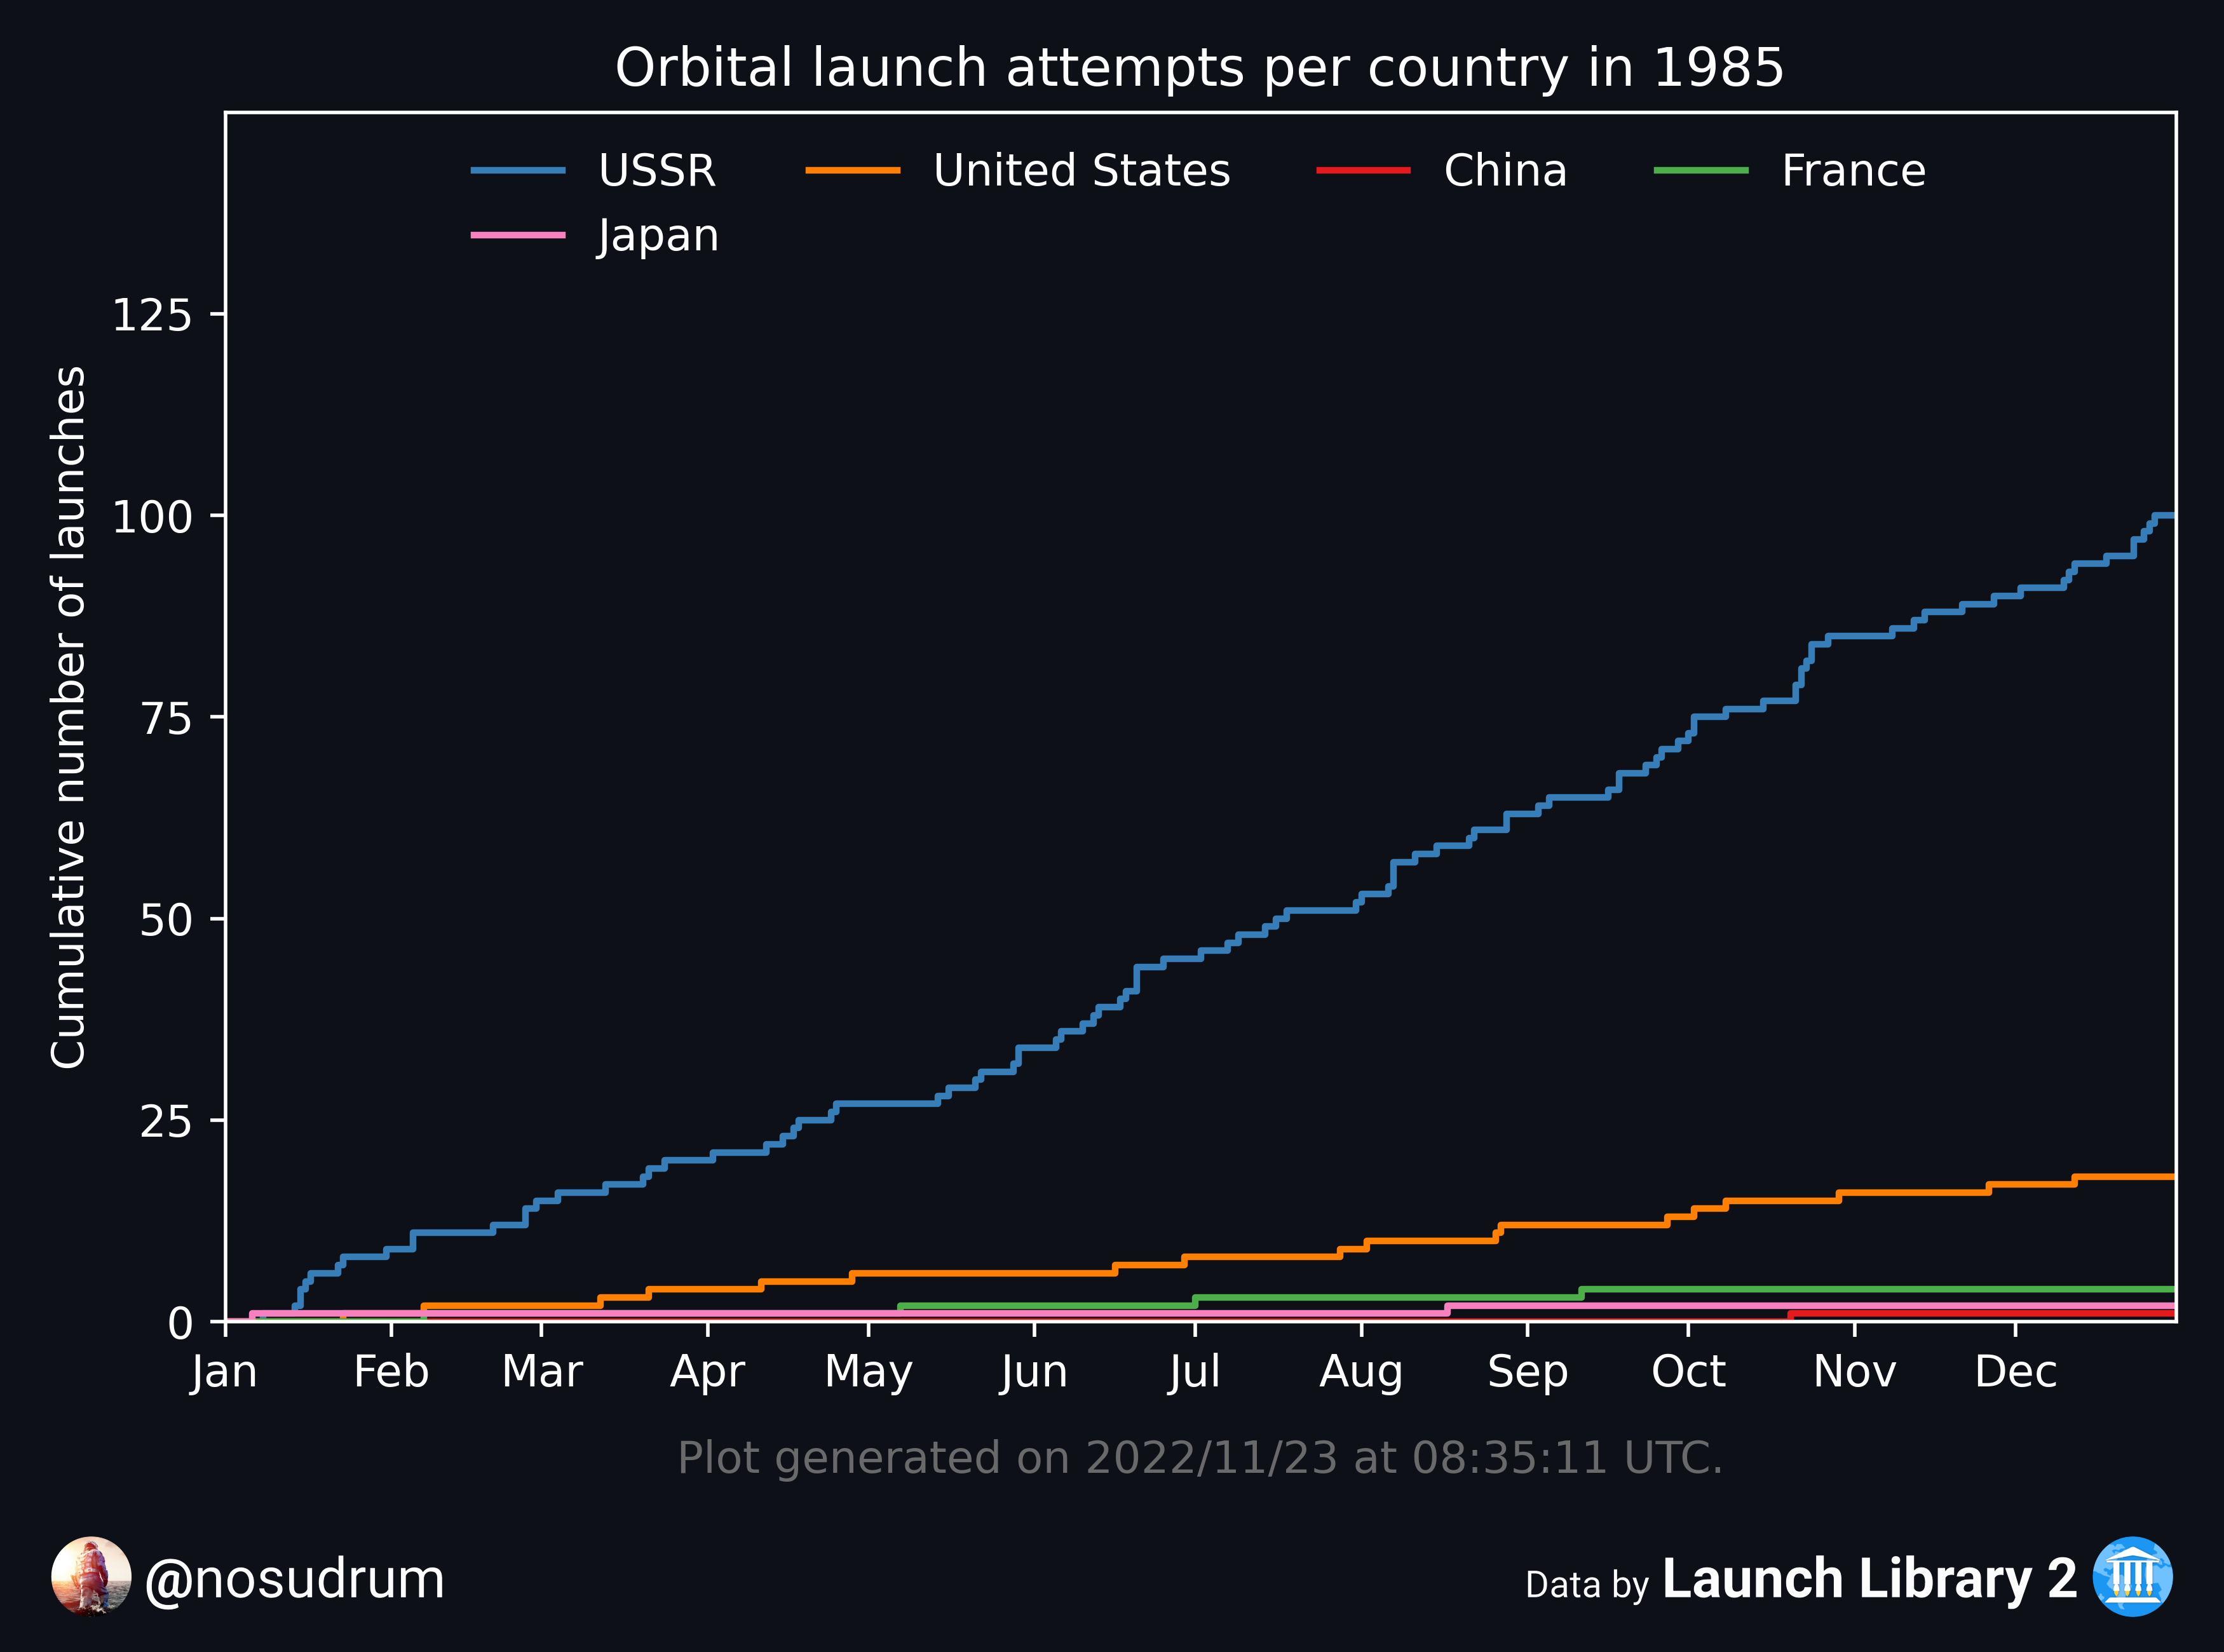 Orbital launch attempts per country in 1985
USSR United States China France
Japan
Cumulative number of launches
125
100
75
50
25
0
Jan Feb Mar Apr May Jun Jul Aug Sep Oct Nov Dec
Plot generated on 2022/11/23 at 08:35:11 UTC.
@nosudrum
Data by Launch Library 2